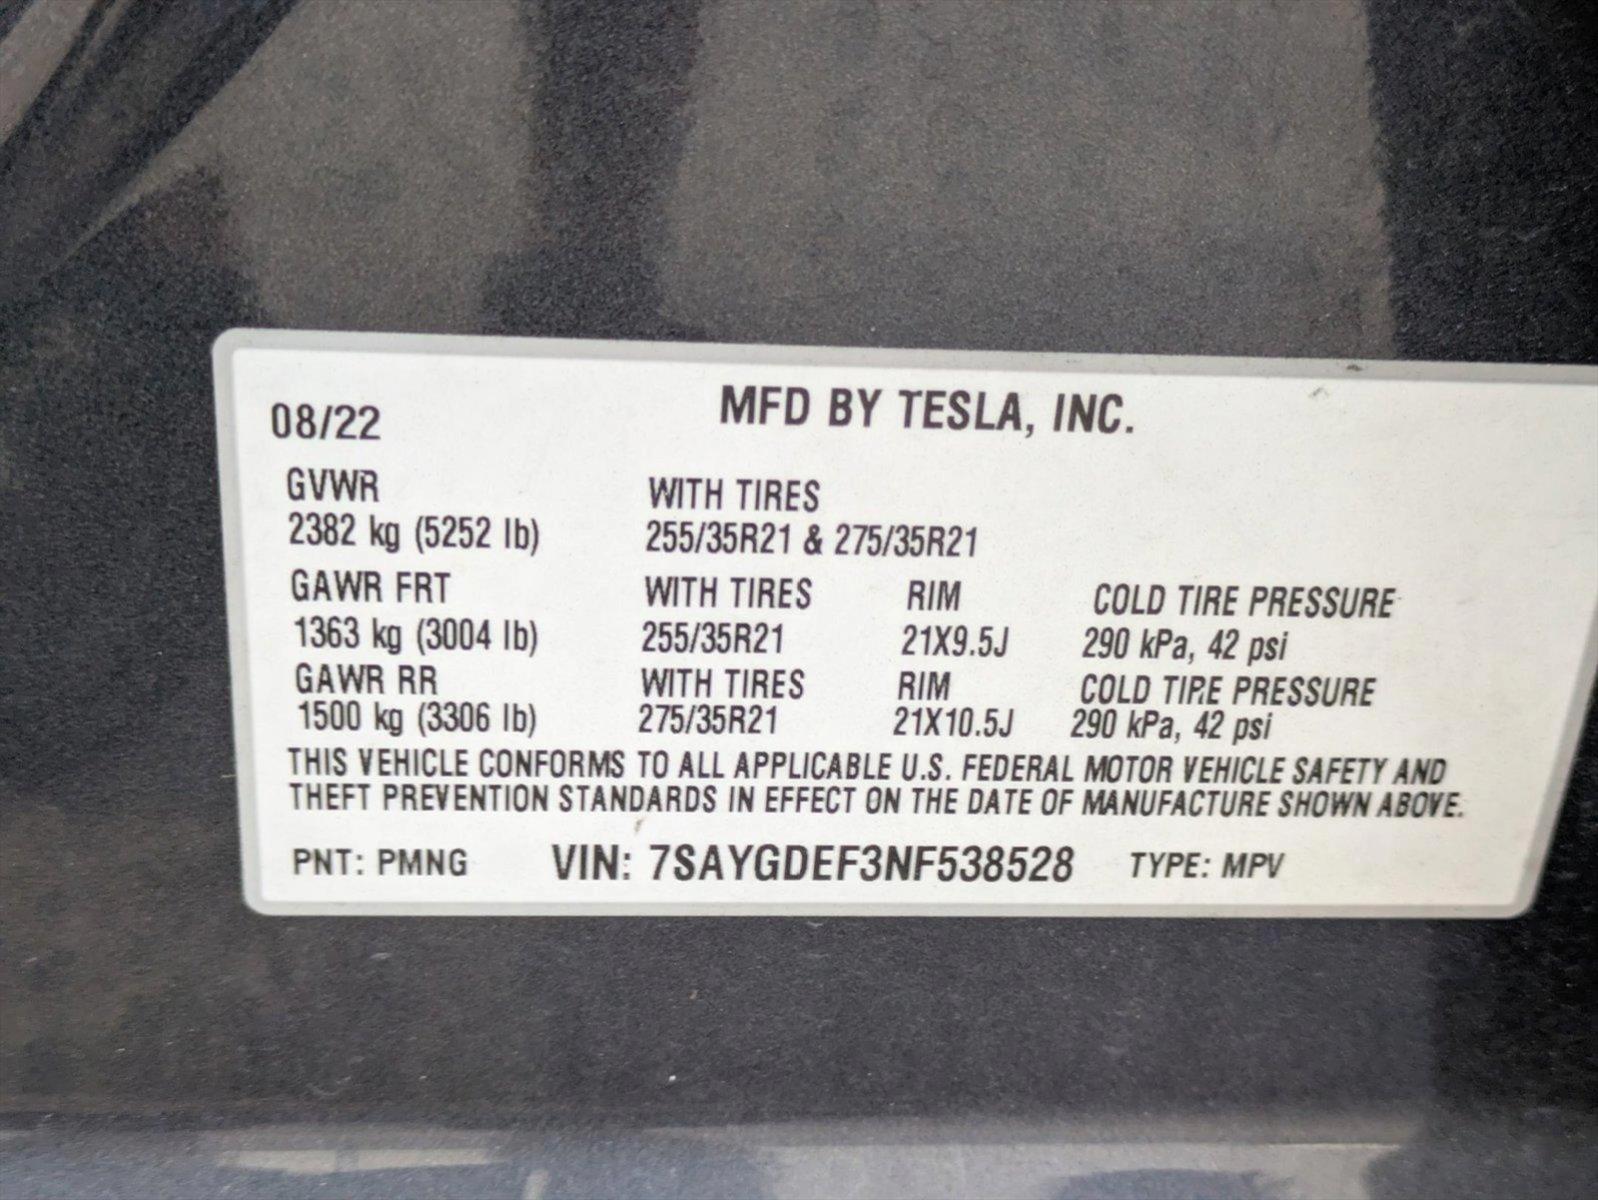 08/22 MFD BY TESLA, INC.
GVWR WITH TIRES
2382 kg (5252 lb) 255/35R21 & 275/35R21
GAWR FRT WITH TIRES RIM COLD TIRE PRESSURE
1363 kg (3004 lb) 255/35R21 21X9.5J 290 kPa, 42 psi
GAWR RR WITH TIRES RIM COLD TIRE PRESSURE
1500 kg (3306 lb) 275/35R21 21X10.5J 290 kPa, 42 psi
THIS VEHICLE CONFORMS TO ALL APPLICABLE U.S. FEDERAL MOTOR VEHICLE SAFETY AND
THEFT PREVENTION STANDARDS IN EFFECT ON THE DATE OF MANUFACTURE SHOWN ABOVE.
PNT: PMNG VIN: 7SAYGDEF3NF538528 TYPE: MPV